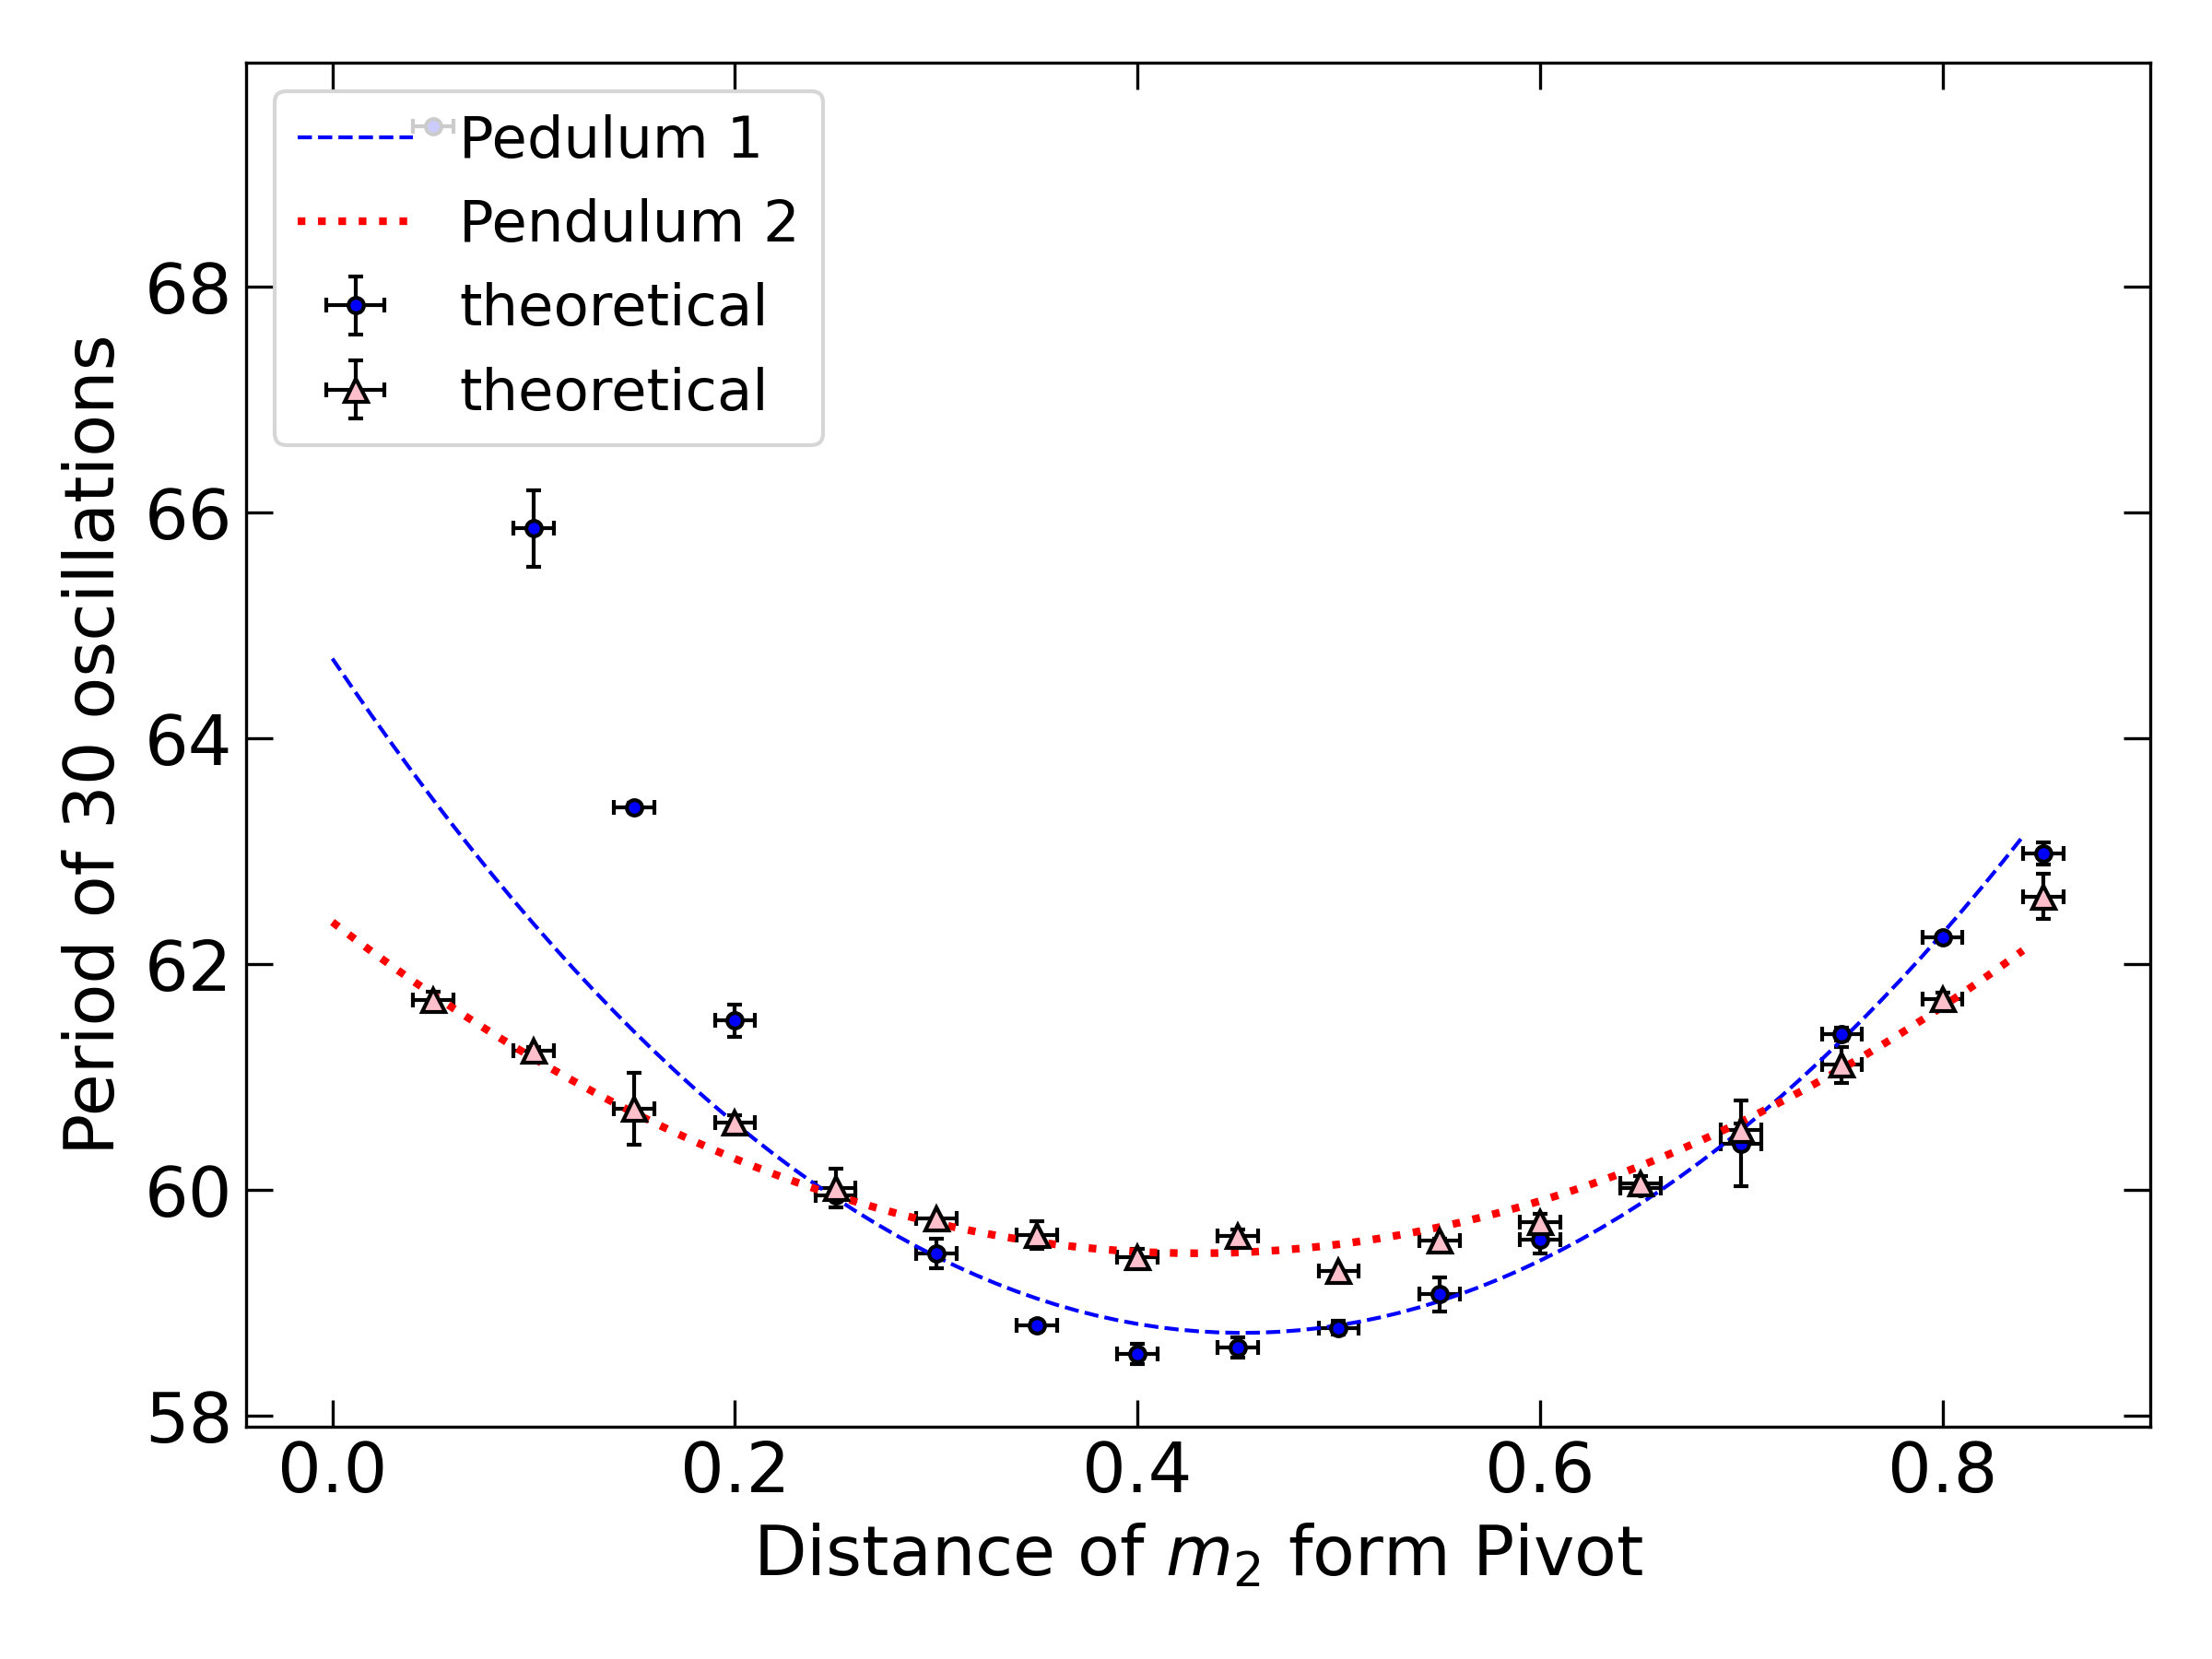 Pedulum 1
Pendulum 2
theoretical
theoretical
Period of 30 oscillations
68
66
64
62
60
58
0.0 0.2 0.4 0.6 0.8
Distance of m₂ form Pivot